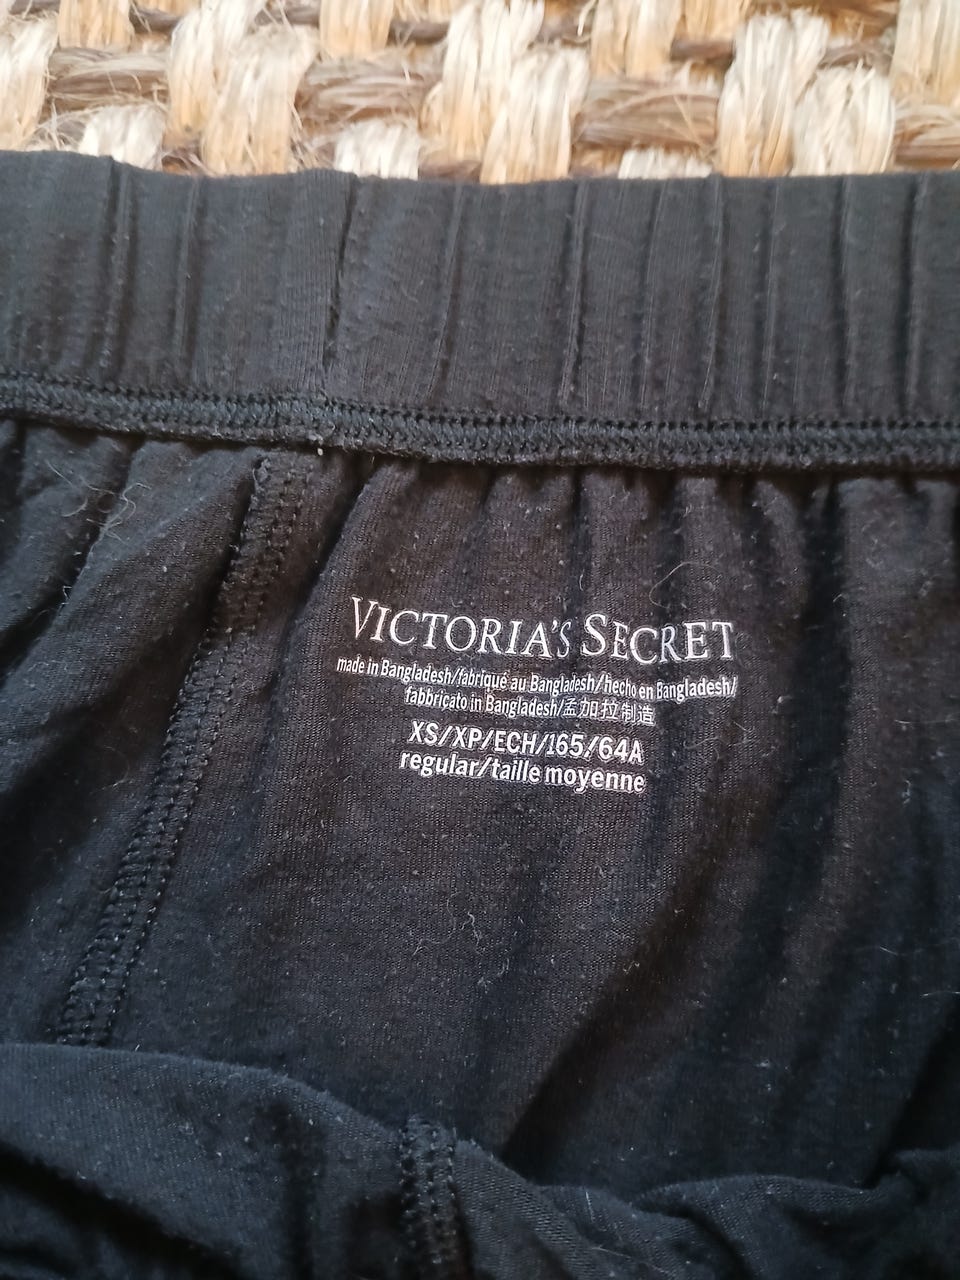 VICTORIA'S SECRET
made in Bangladesh/fabriqué au Bangladesh/hecho en Bangladesh/
fabbricato in Bangladesh/孟加拉制造
XS/XP/ECH/165/64A
regular/taille moyenne